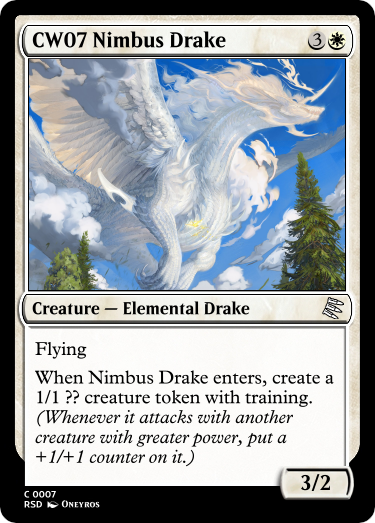 CW07 Nimbus Drake 3
Creature — Elemental Drake
Flying
When Nimbus Drake enters, create a
1/1 ?? creature token with training.
(Whenever it attacks with another
creature with greater power, put a
+1/+1 counter on it.)
3/2
C 0007
RSD Oneyros